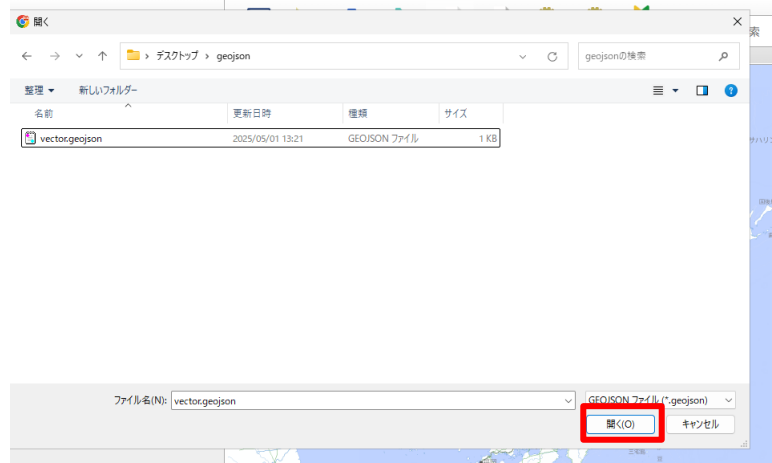 開く
索
デスクトップ › geojson
geojsonの検索
整理 新しいフォルダー
名前 更新日時 種類 サイズ
vector.geojson 2025/05/01 13:21 GEOJSON ファイル 1 KB
ファイル名(N): vector.geojson GEOJSON ファイル (*.geojson)
開く(O) キャンセル